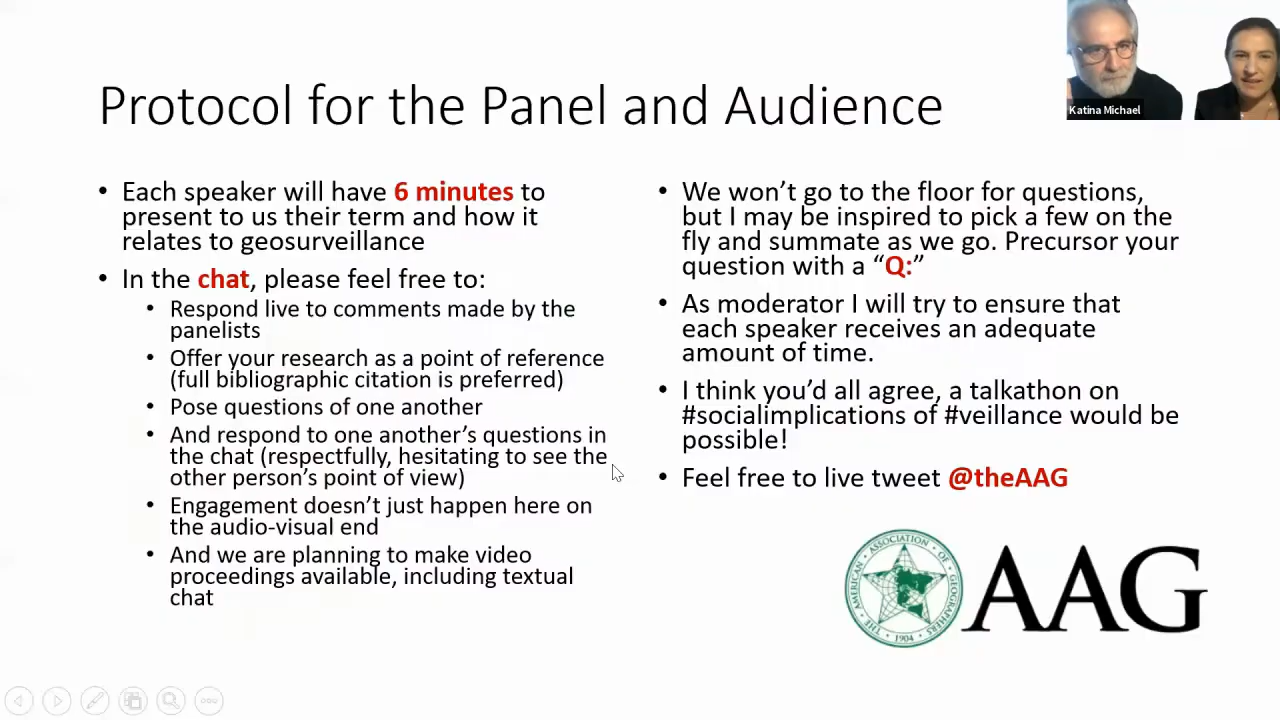 Protocol for the Panel and Audience
Katina Michael
• Each speaker will have 6 minutes to
present to us their term and how it
relates to geosurveillance
• In the chat, please feel free to:
• Respond live to comments made by the
panelists
• Offer your research as a point of reference
(full bibliographic citation is preferred)
• Pose questions of one another
• And respond to one another’s questions in
the chat (respectfully, hesitating to see the
other person’s point of view)
• Engagement doesn’t just happen here on
the audio-visual end
• And we are planning to make video
proceedings available, including textual
chat
• We won’t go to the floor for questions,
but I may be inspired to pick a few on the
fly and summate as we go. Precursor your
question with a “Q:”
• As moderator I will try to ensure that
each speaker receives an adequate
amount of time.
• I think you’d all agree, a talkathon on
#socialimplications of #veillance would be
possible!
• Feel free to live tweet @theAAG
THE AMERICAN ASSOCIATION OF GEOGRAPHERS
1904
AAG